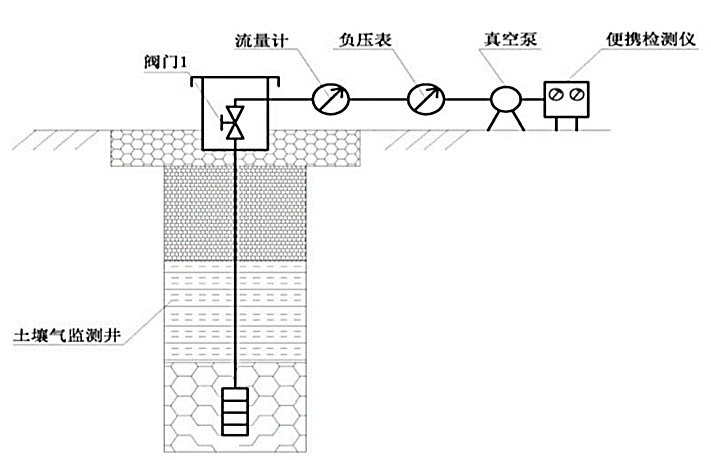 流量计
负压表
真空泵
便携检测仪
阀门1
土壤气监测井